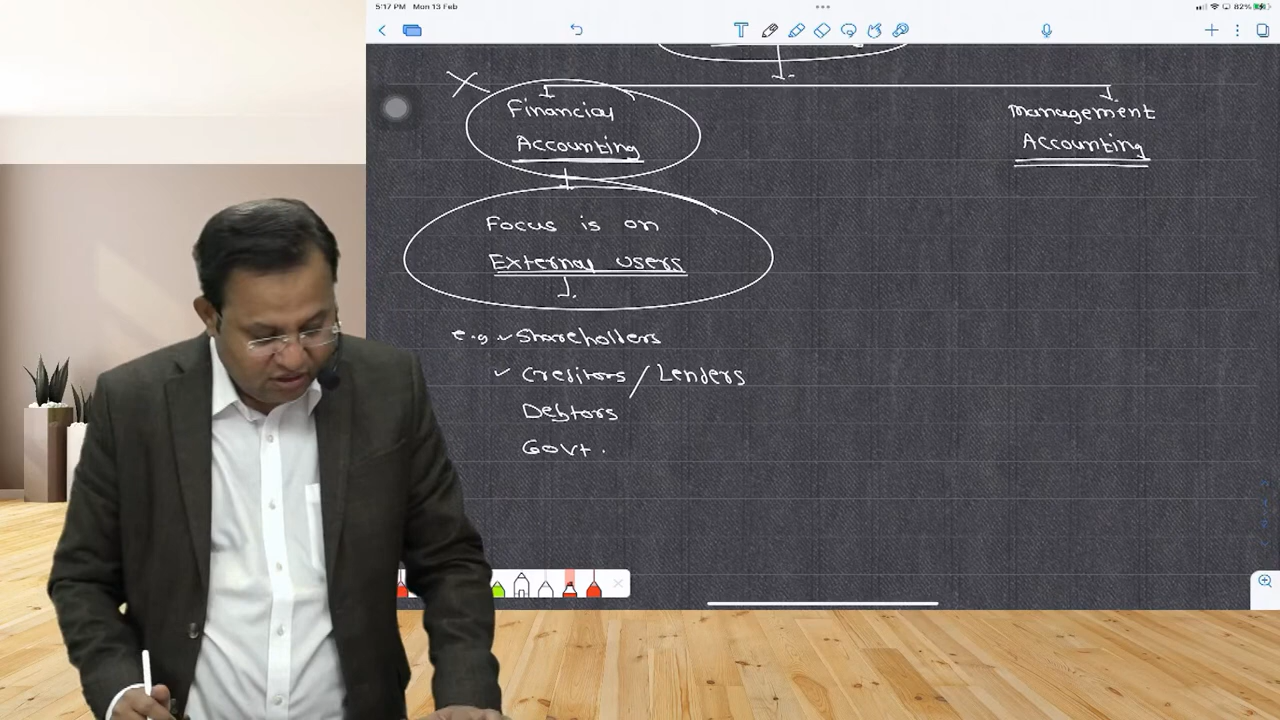 5:17 PM Mon 13 Feb
82%
Financial
Accounting
Management
Accounting
Focus is on
External users
e.g. Shareholders
Creditors / Lenders
Debtors
Govt.